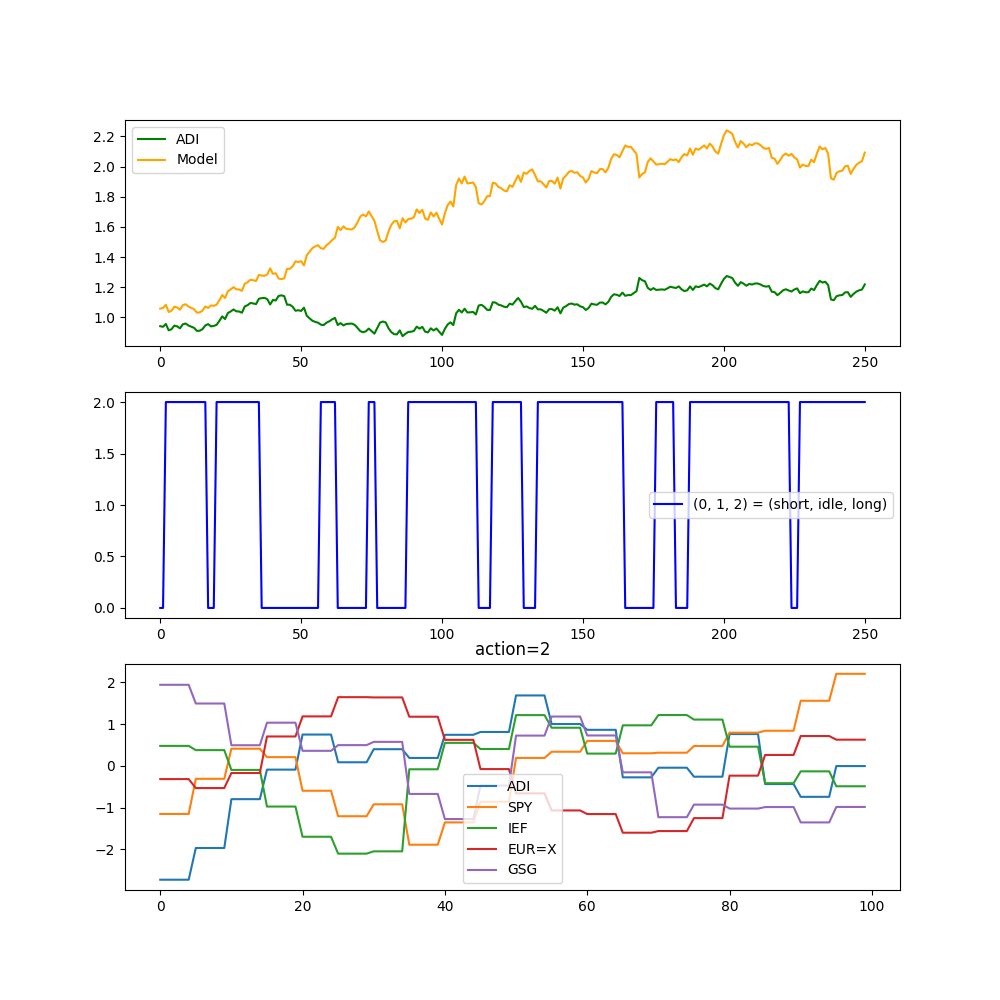 2.2
2.0
1.8
1.6
1.4
1.2
1.0
ADI
Model
0 50 100 150 200 250
2.0
1.5
1.0
0.5
0.0
(0, 1, 2) = (short, idle, long)
0 50 100 150 200 250
action=2
2
1
0
−1
−2
ADI
SPY
IEF
EUR=X
GSG
0 20 40 60 80 100